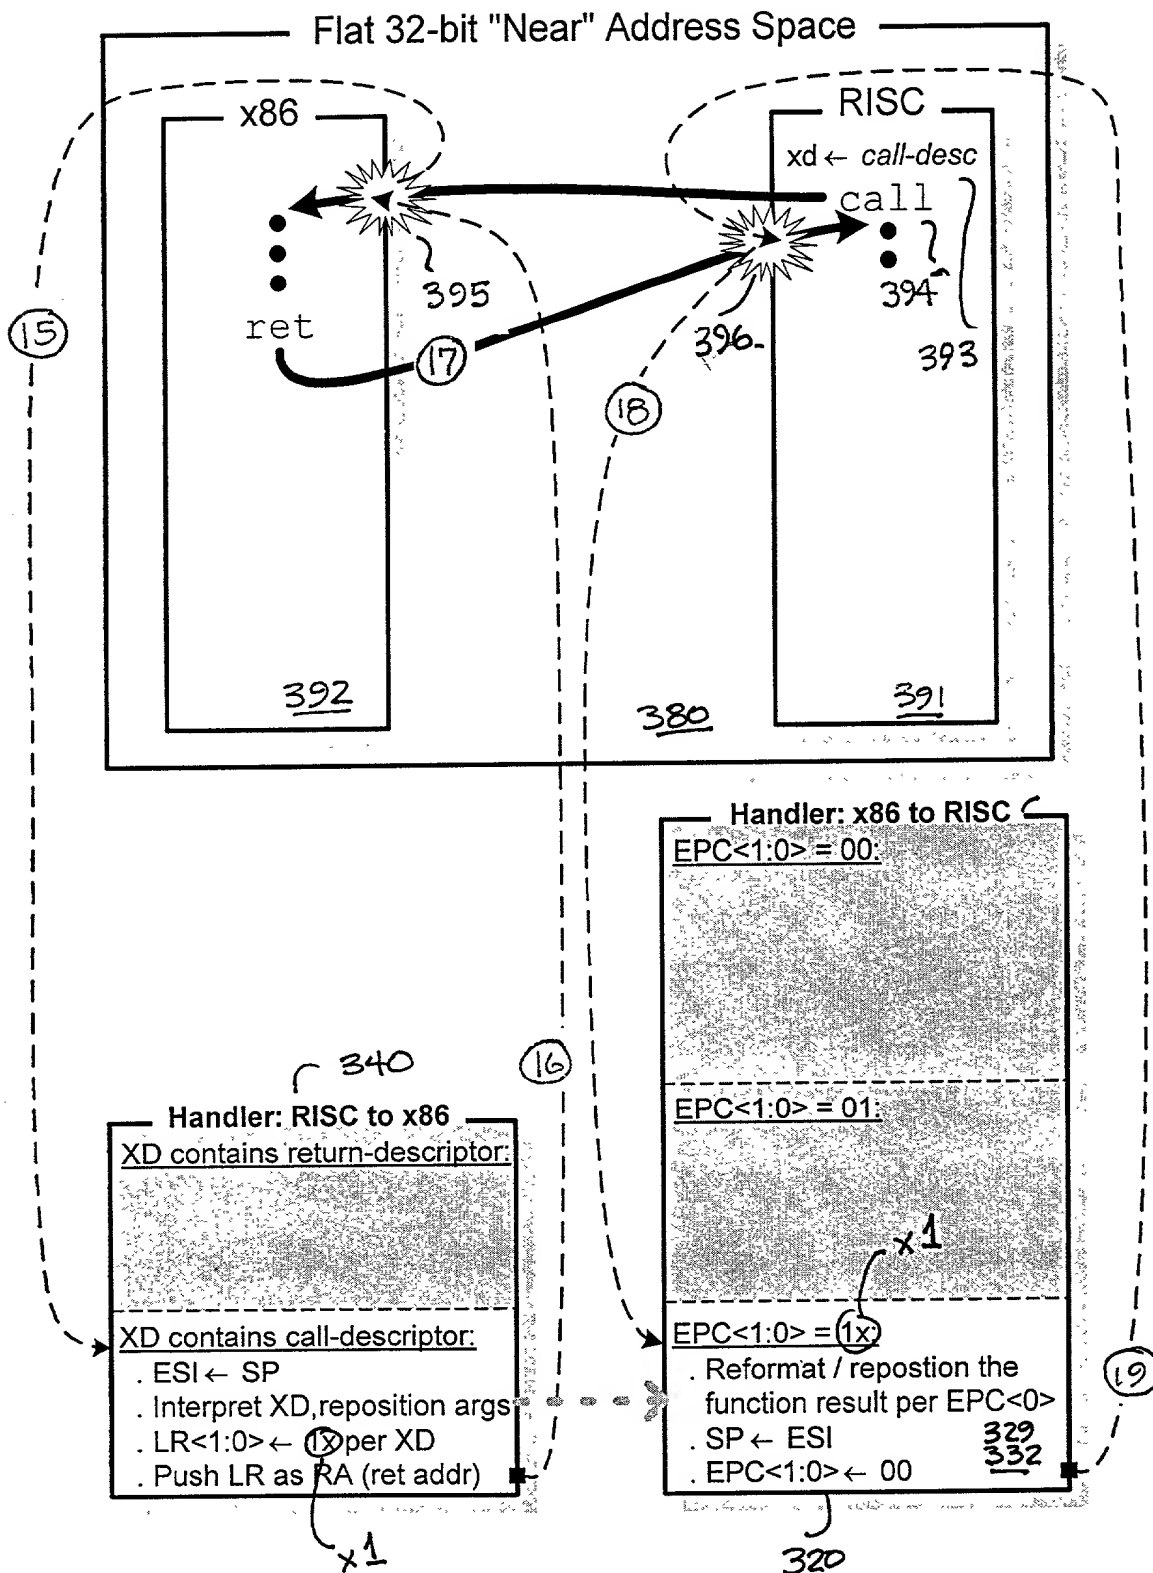 Flat 32-bit "Near" Address Space
x86
RISC
xd ← call-desc
call
395
394
396
393
ret
15
17
18
392
380
391
Handler: x86 to RISC
EPC<1:0> = 00:
16
340
Handler: RISC to x86
XD contains return-descriptor:
EPC<1:0> = 01:
x1
XD contains call-descriptor:
. ESI ← SP
. Interpret XD,reposition args
. LR<1:0> ← 1x per XD
. Push LR as RA (ret addr)
x1
EPC<1:0> = 1x:
. Reformat / repostion the
function result per EPC<0>
. SP ← ESI
329
. EPC<1:0> ← 00
332
19
320